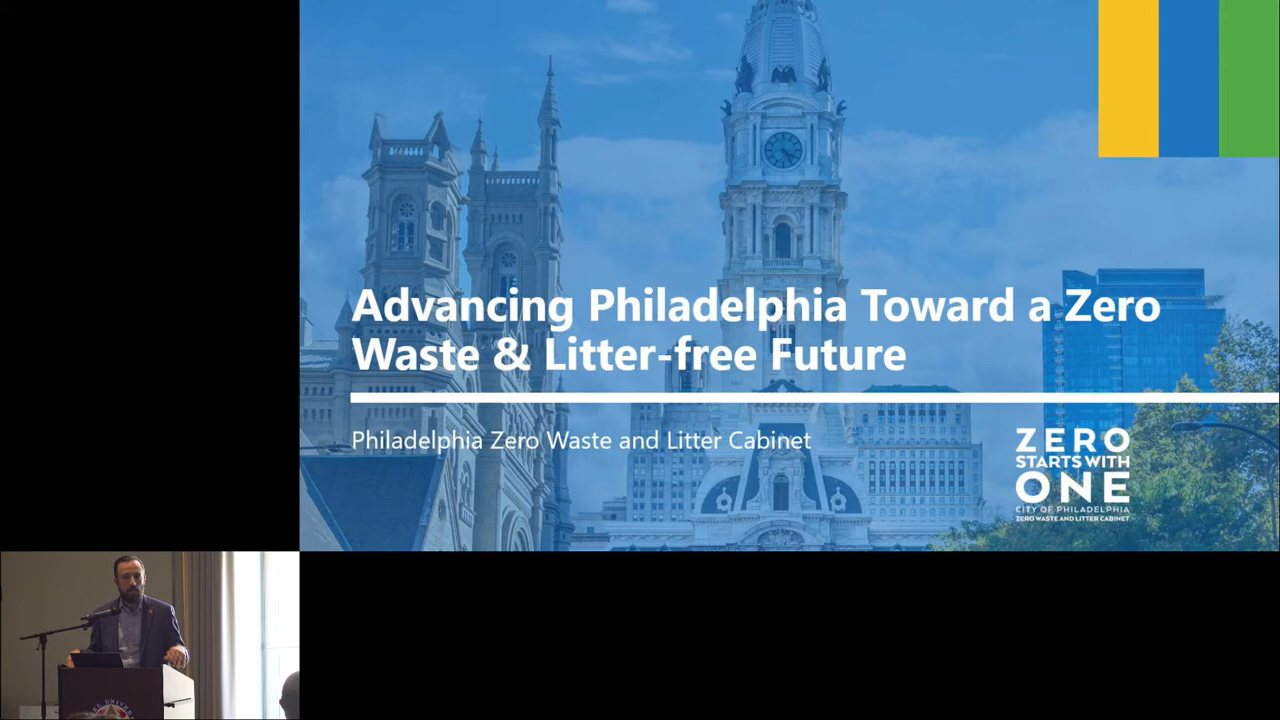 Advancing Philadelphia Toward a Zero
Waste & Litter-free Future
Philadelphia Zero Waste and Litter Cabinet
ZERO
STARTS WITH
ONE
CITY OF PHILADELPHIA
ZERO WASTE AND LITTER CABINET